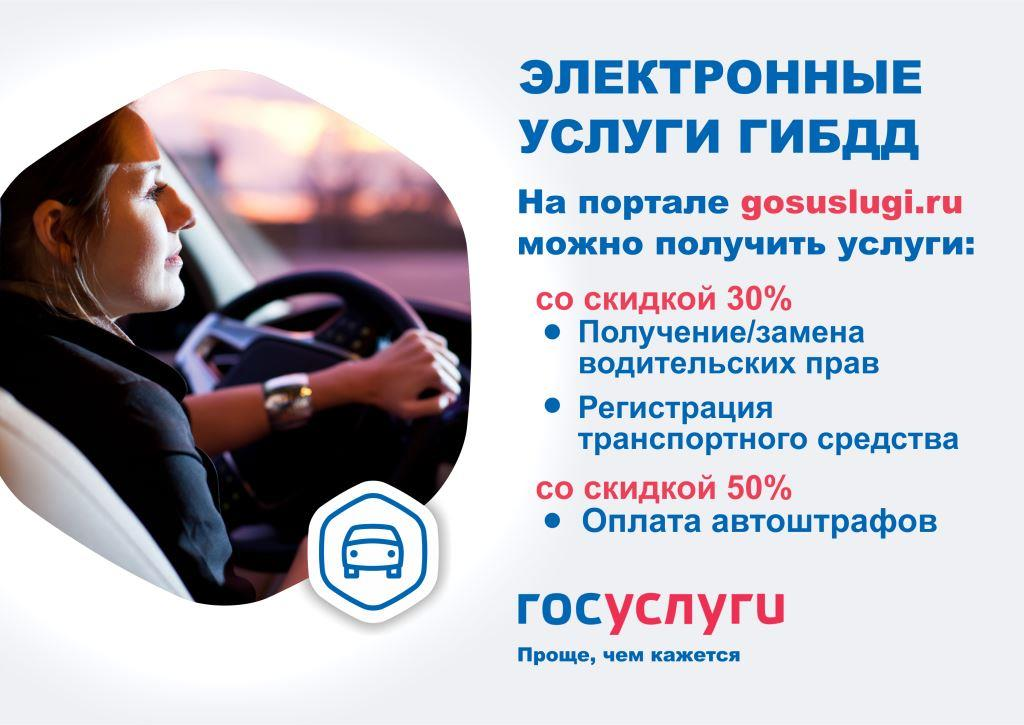 ЭЛЕКТРОННЫЕ
УСЛУГИ ГИБДД
На портале gosuslugi.ru
можно получить услуги:
со скидкой 30%
• Получение/замена
водительских прав
• Регистрация
транспортного средства
со скидкой 50%
• Оплата автоштрафов
госуслуги
Проще, чем кажется